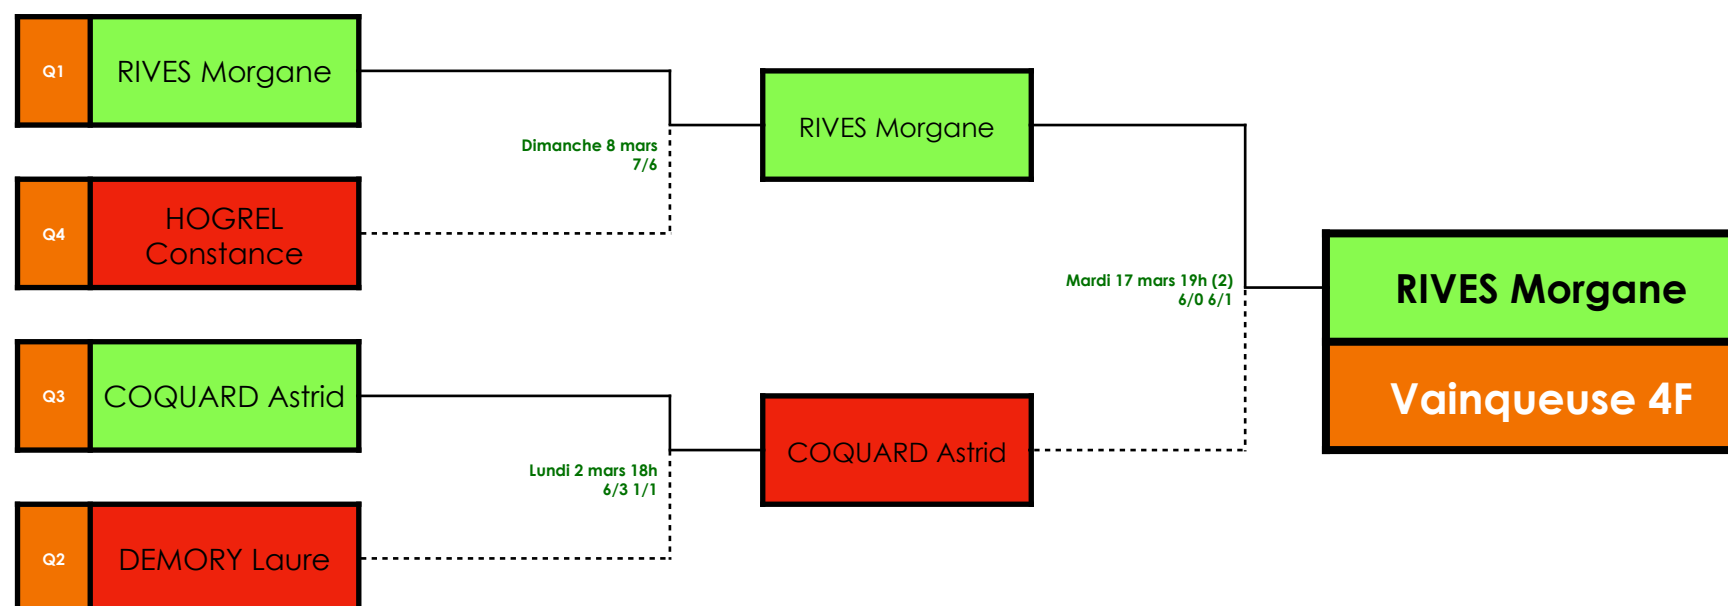 Q1
RIVES Morgane
Dimanche 8 mars
7/6
Q4
HOGREL
Constance
RIVES Morgane
Q3
COQUARD Astrid
Lundi 2 mars 18h
6/3 1/1
Q2
DEMORY Laure
COQUARD Astrid
Mardi 17 mars 19h (2)
6/0 6/1
RIVES Morgane
Vainqueuse 4F